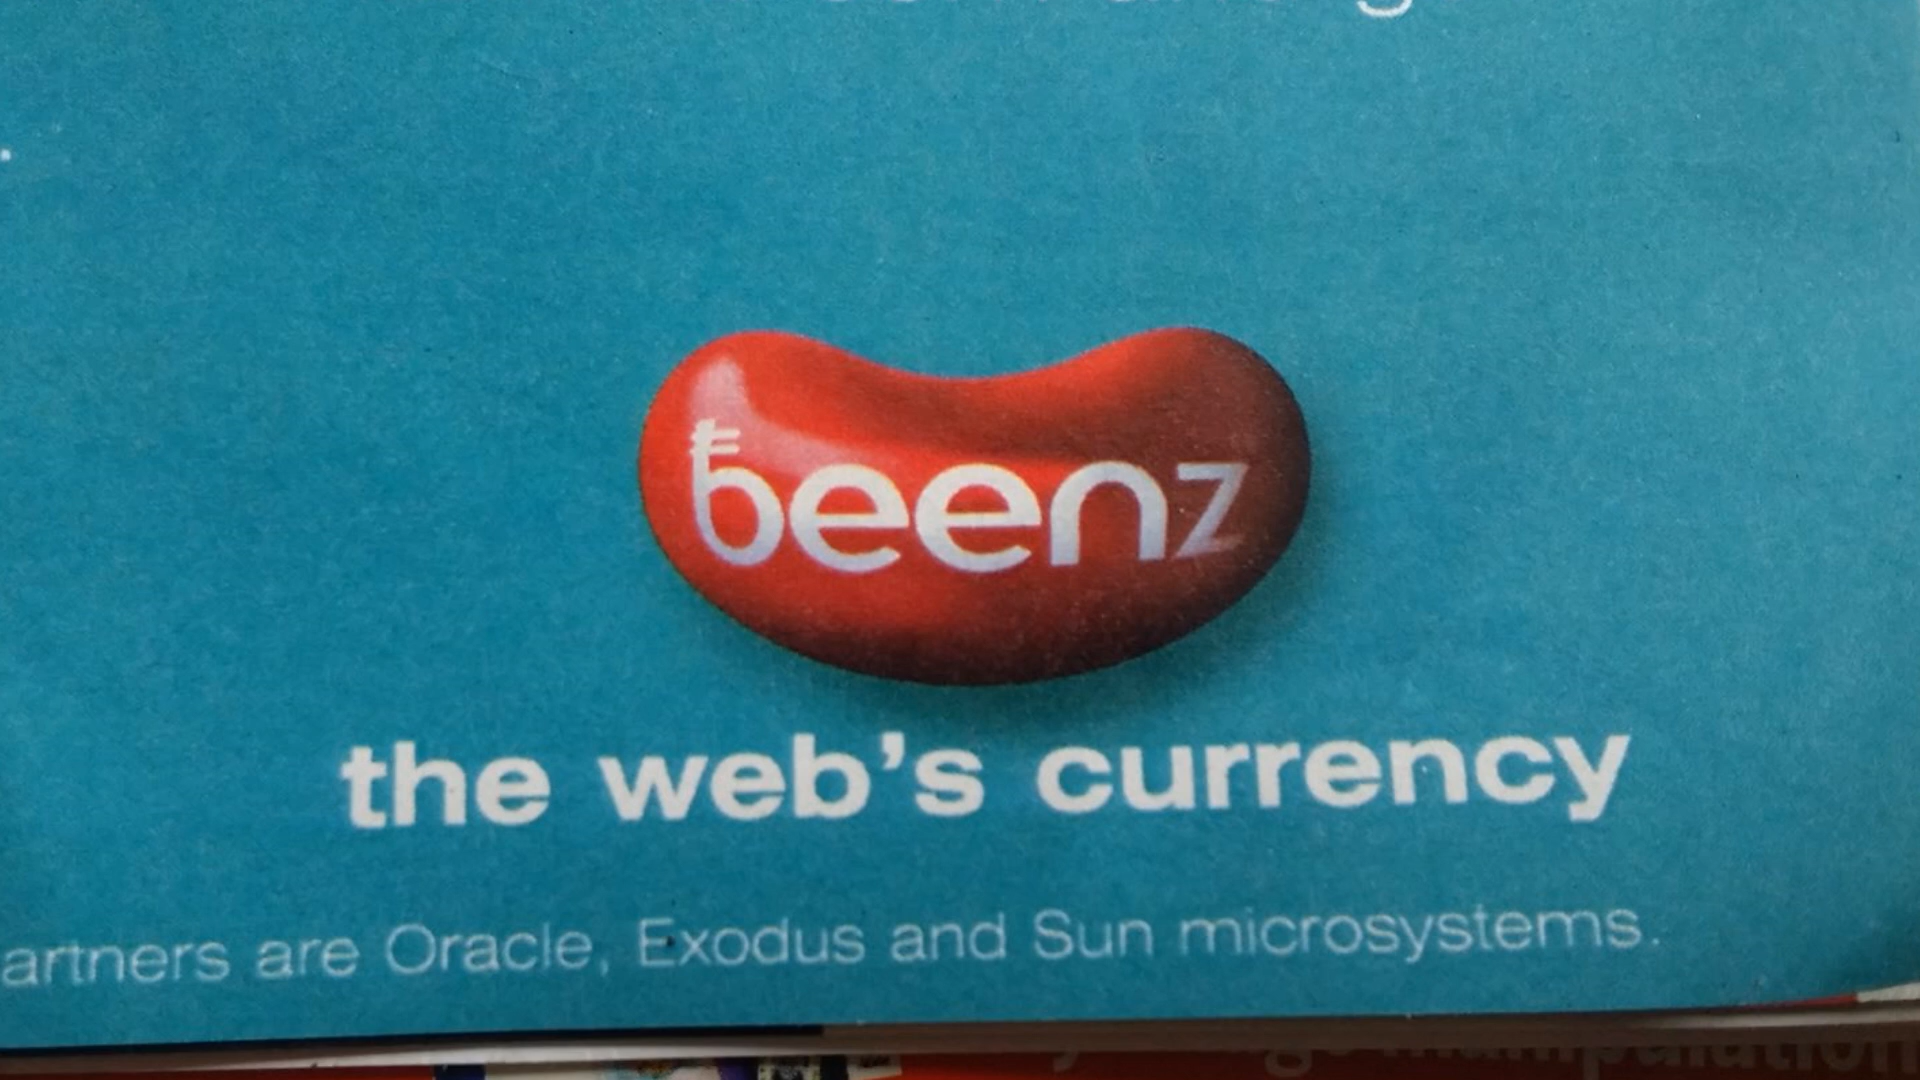 beenz
the web's currency
artners are Oracle, Exodus and Sun microsystems.